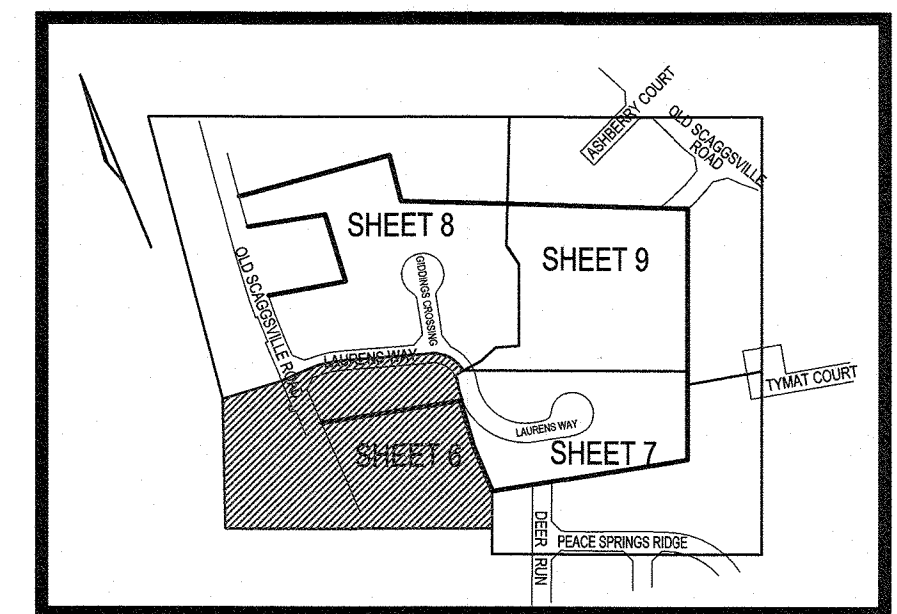 ASHBERRY COURT
OLD SCAGGSVILLE
ROAD
SHEET 8
SHEET 9
OLD SCAGGSVILLE ROAD
GIDDINGS CROSSING
LAURENS WAY
TYMAT COURT
LAURENS WAY
SHEET 6
SHEET 7
DEER RUN
PEACE SPRINGS RIDGE